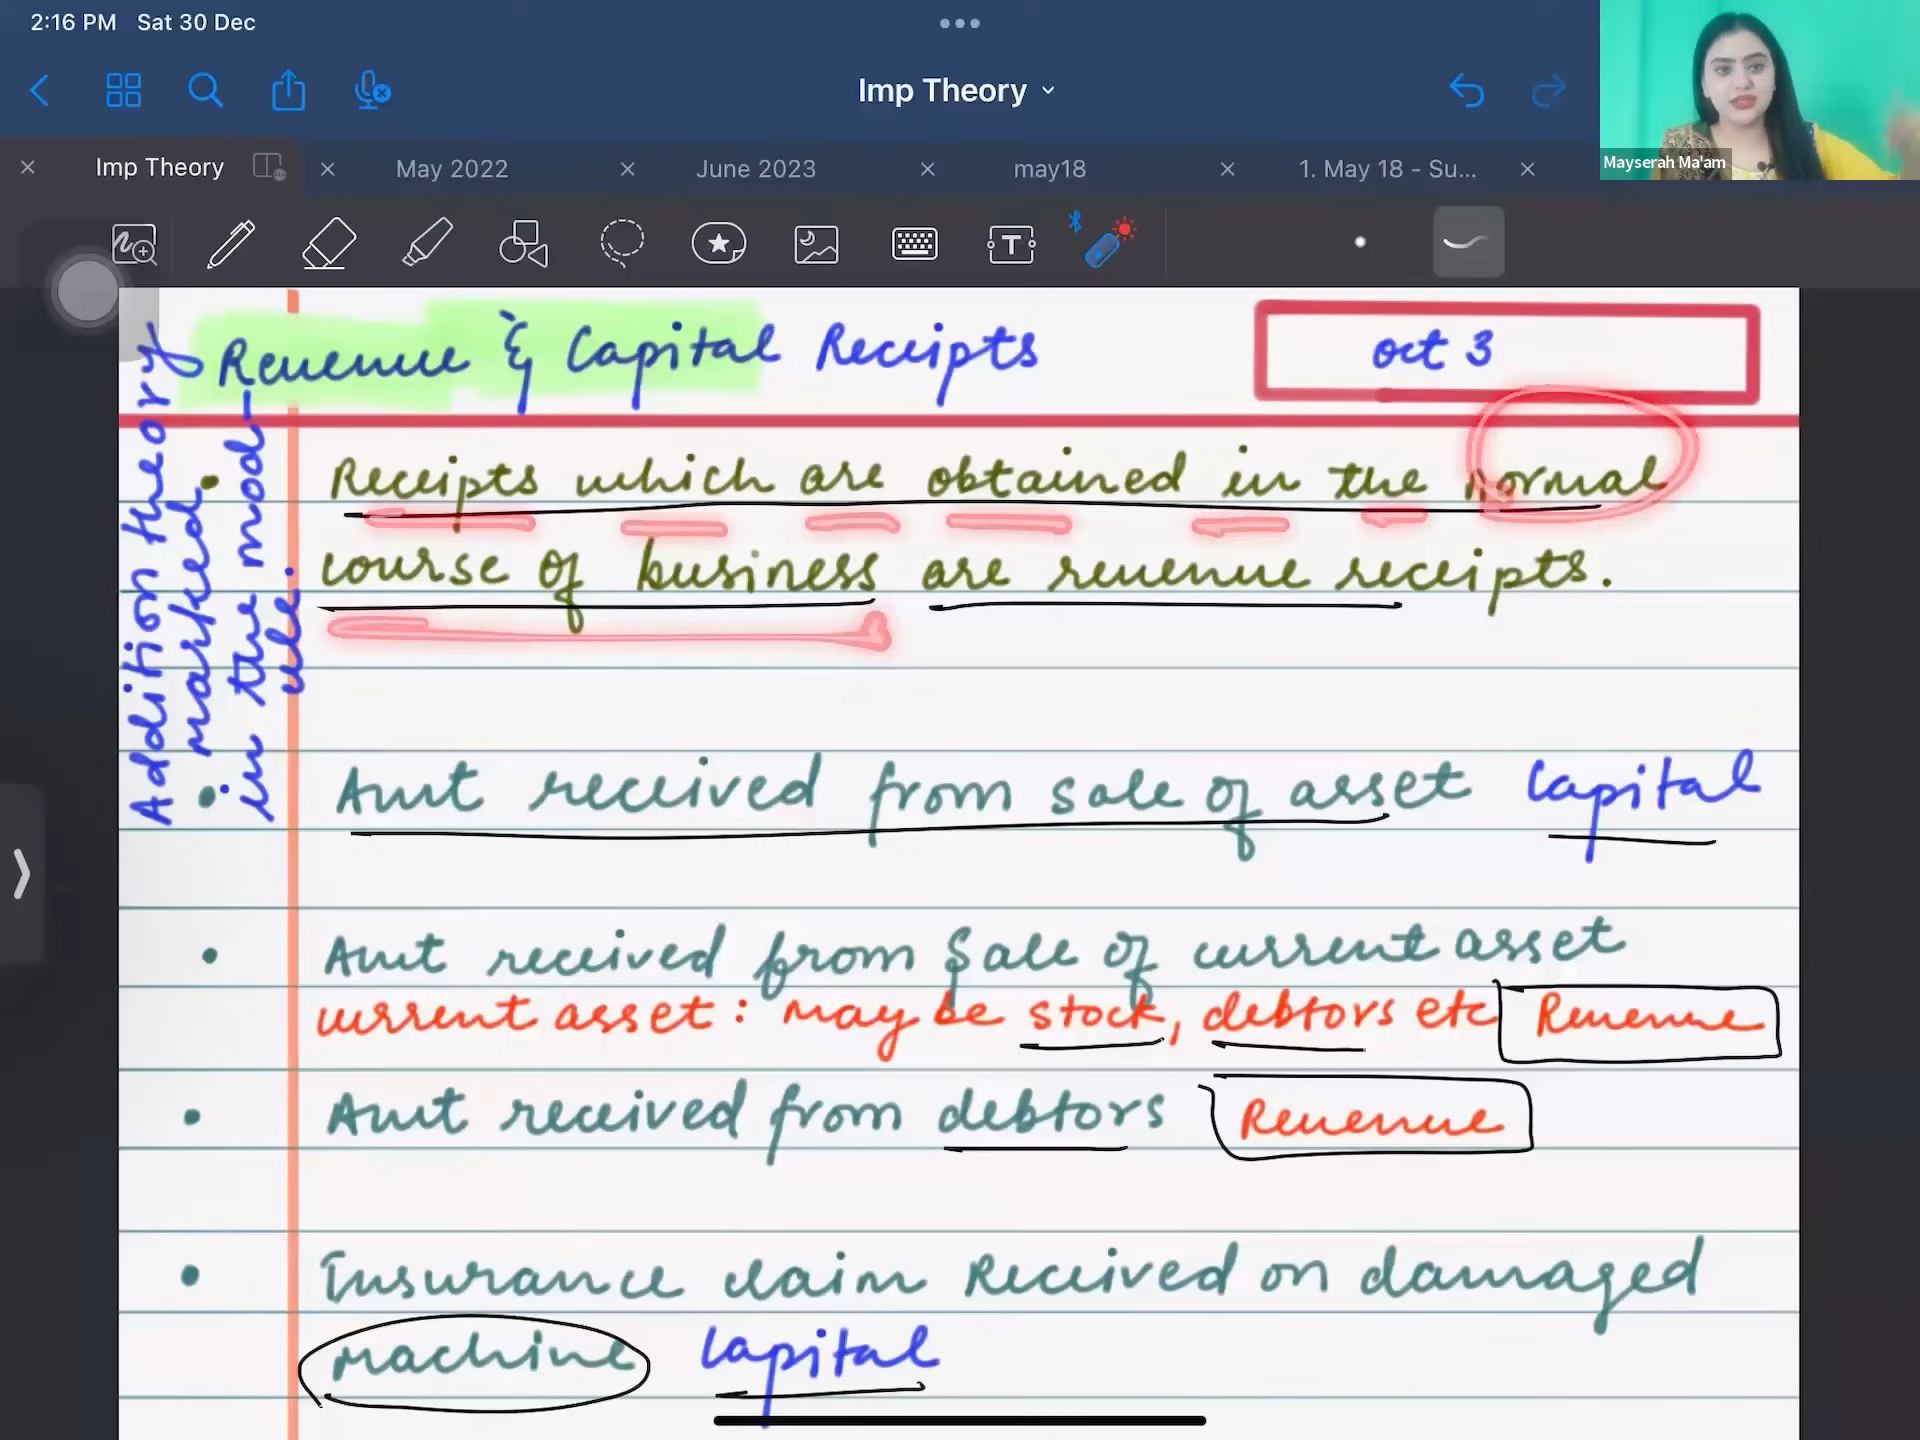 2:16 PM Sat 30 Dec
Imp Theory
Mayserah Ma'am
Imp Theory
May 2022
June 2023
may18
1. May 18 - Su...
T
Revenue & Capital Receipts
oct 3
Addition theory
marked
in the mod-
ule.
Receipts which are obtained in the normal
course of business are revenue receipts.
Amt received from sale of asset Capital
Amt received from Sale of current asset
current asset: may be stock, debtors etc Revenue
Amt received from debtors Revenue
Insurance claim Received on damaged
machine Capital